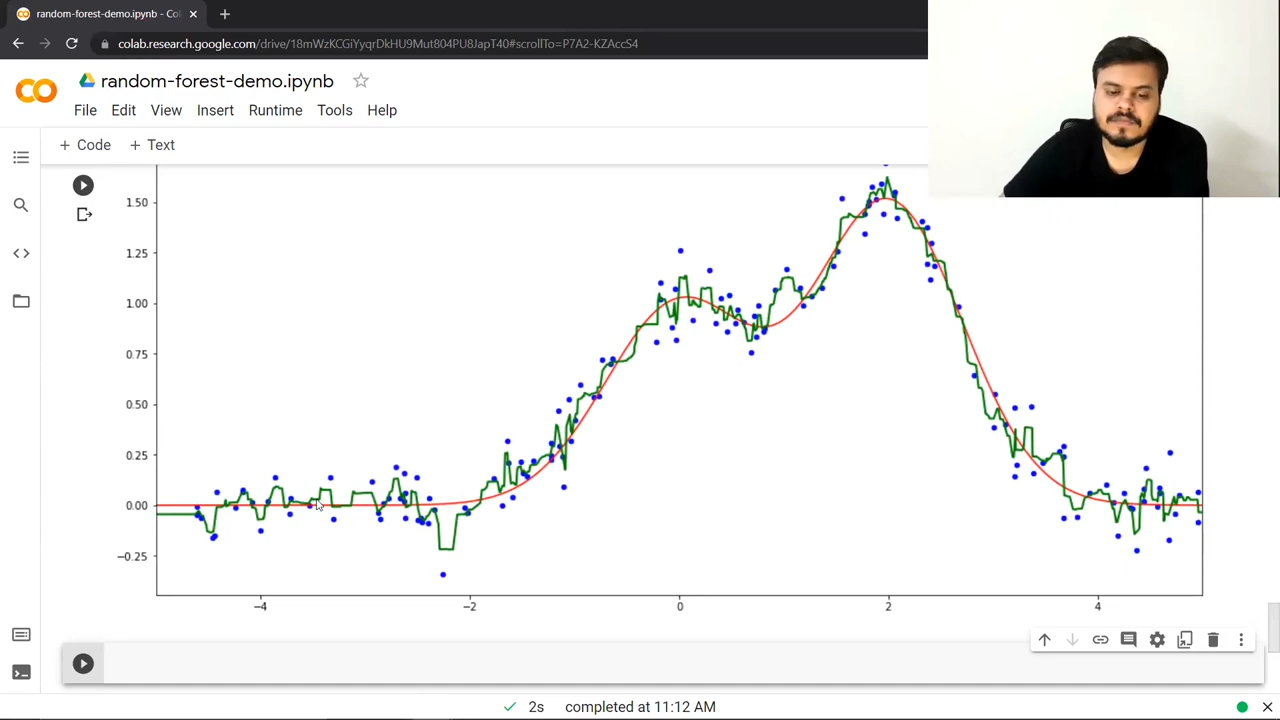 random-forest-demo.ipynb - Col
colab.research.google.com/drive/18mWzKCGiYyqrDkHU9Mut804PU8JapT40#scrollTo=P7A2-KZAccS4
random-forest-demo.ipynb
File Edit View Insert Runtime Tools Help
+ Code + Text
1.50
1.25
1.00
0.75
0.50
0.25
0.00
−0.25
−4 −2 0 2 4
2s completed at 11:12 AM